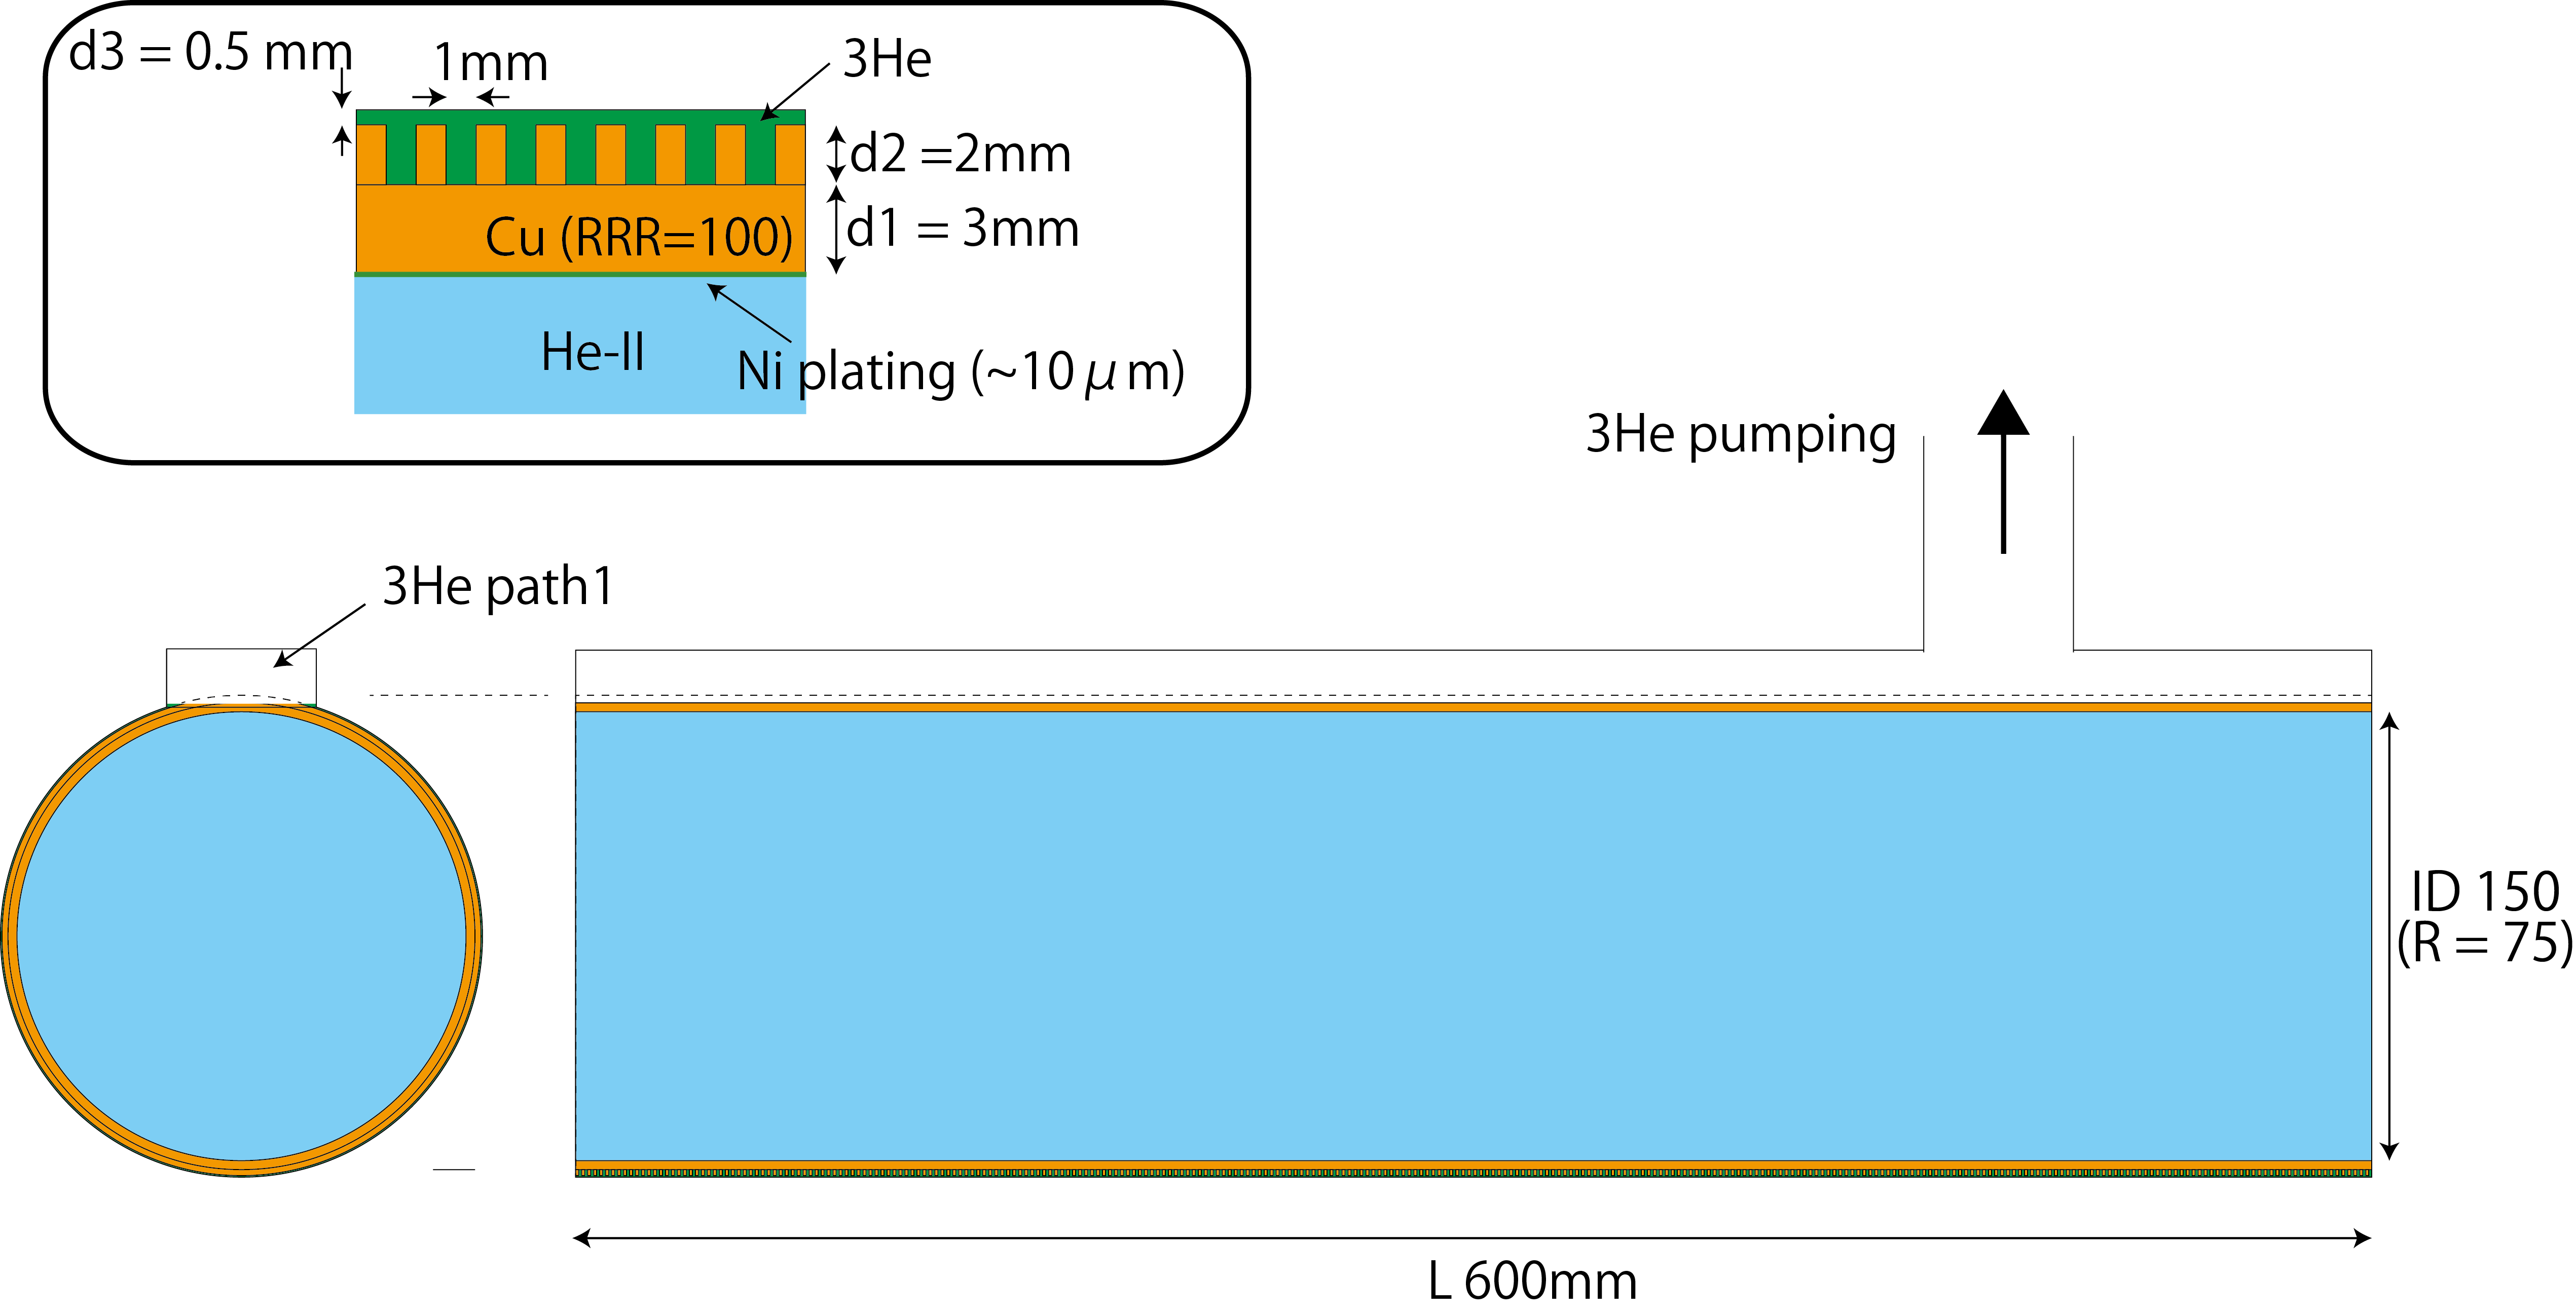 d3 = 0.5 mm
1mm
3He
d2 =2mm
Cu (RRR=100)
d1 = 3mm
He-II
Ni plating (~10 μm)
3He pumping
3He path1
ID 150
(R = 75)
L 600mm